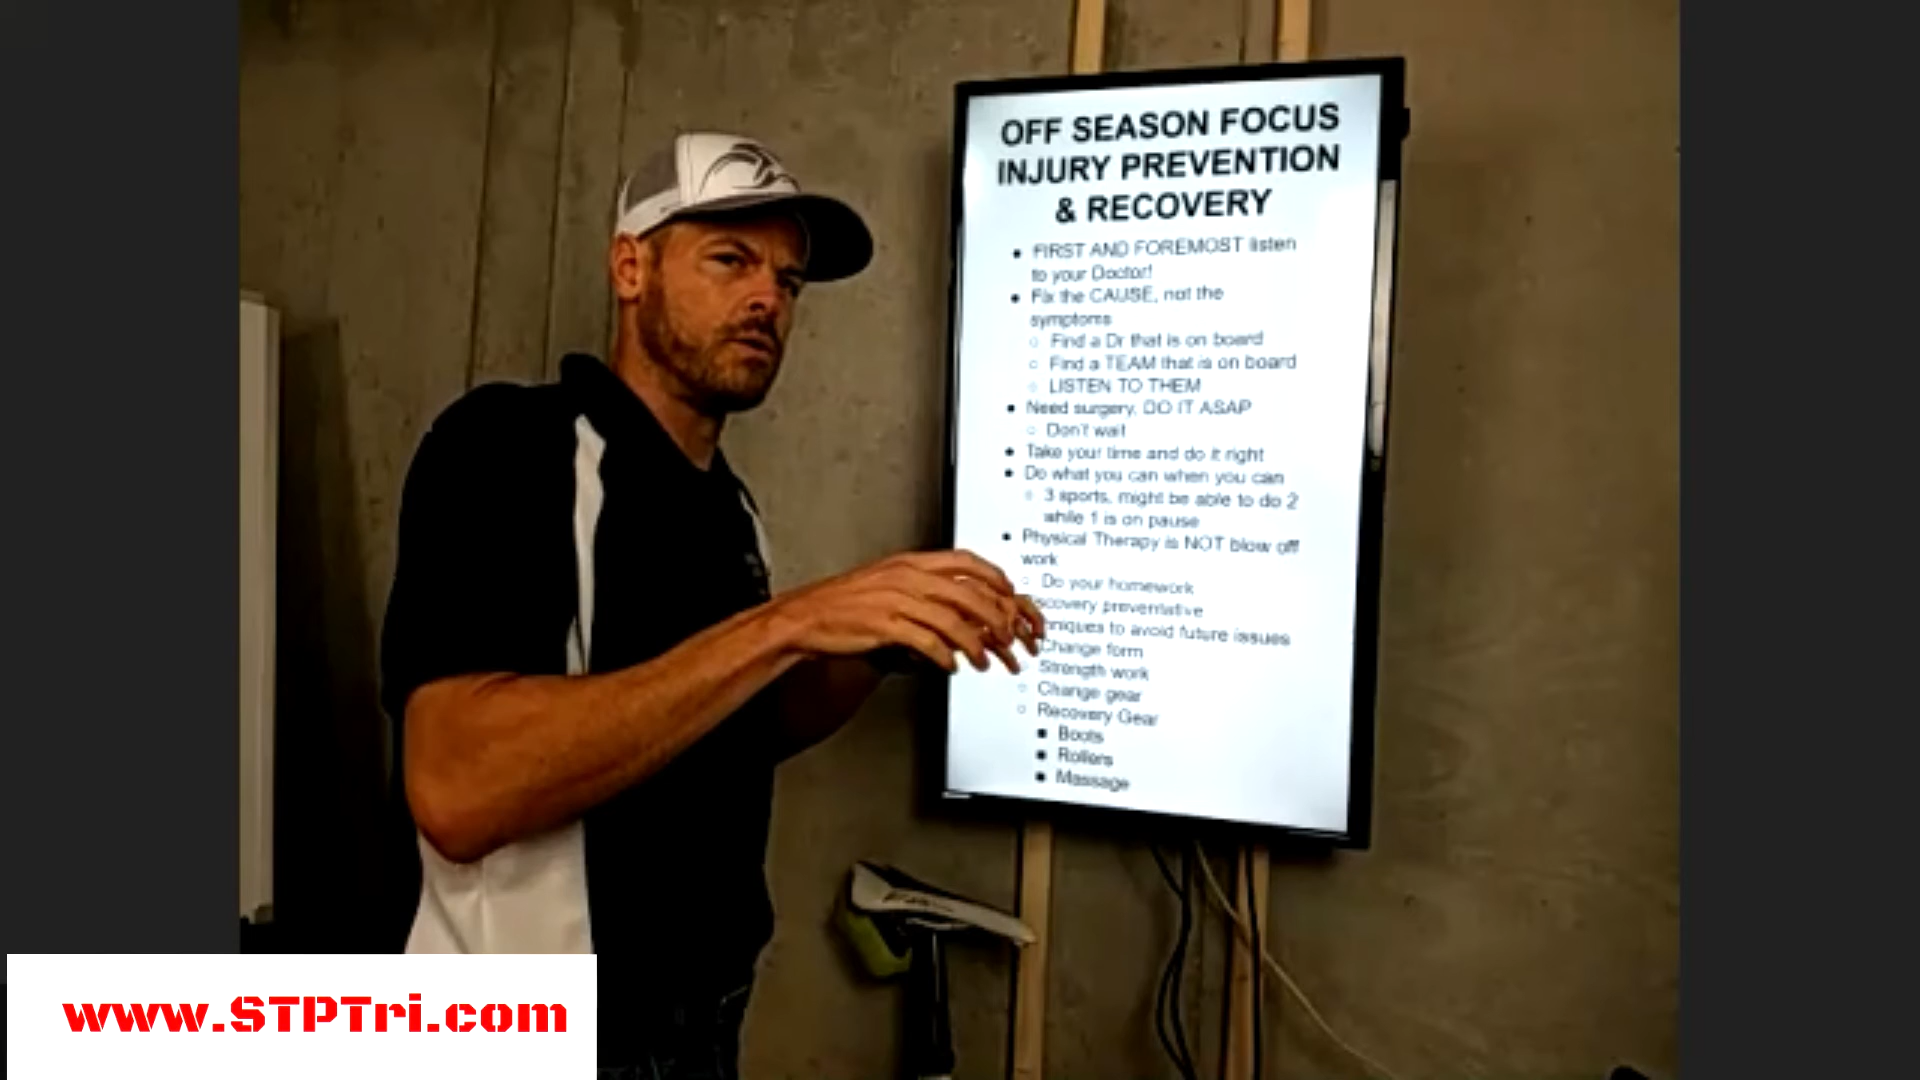 OFF SEASON FOCUS
INJURY PREVENTION
& RECOVERY
FIRST AND FOREMOST listen
to your Doctor!
Fix the CAUSE, not the
symptoms
Find a Dr that is on board
Find a TEAM that is on board
LISTEN TO THEM
Need surgery, DO IT ASAP
Don't wait
Take your time and do it right
Do what you can when you can
3 sports, might be able to do 2
while 1 is on pause
Physical Therapy is NOT blow off
work
Do your homework
scovery preventative
hniques to avoid future issues
Change form
Strength work
Change gear
Recovery Gear
Boots
Rollers
Massage
www.STPTri.com